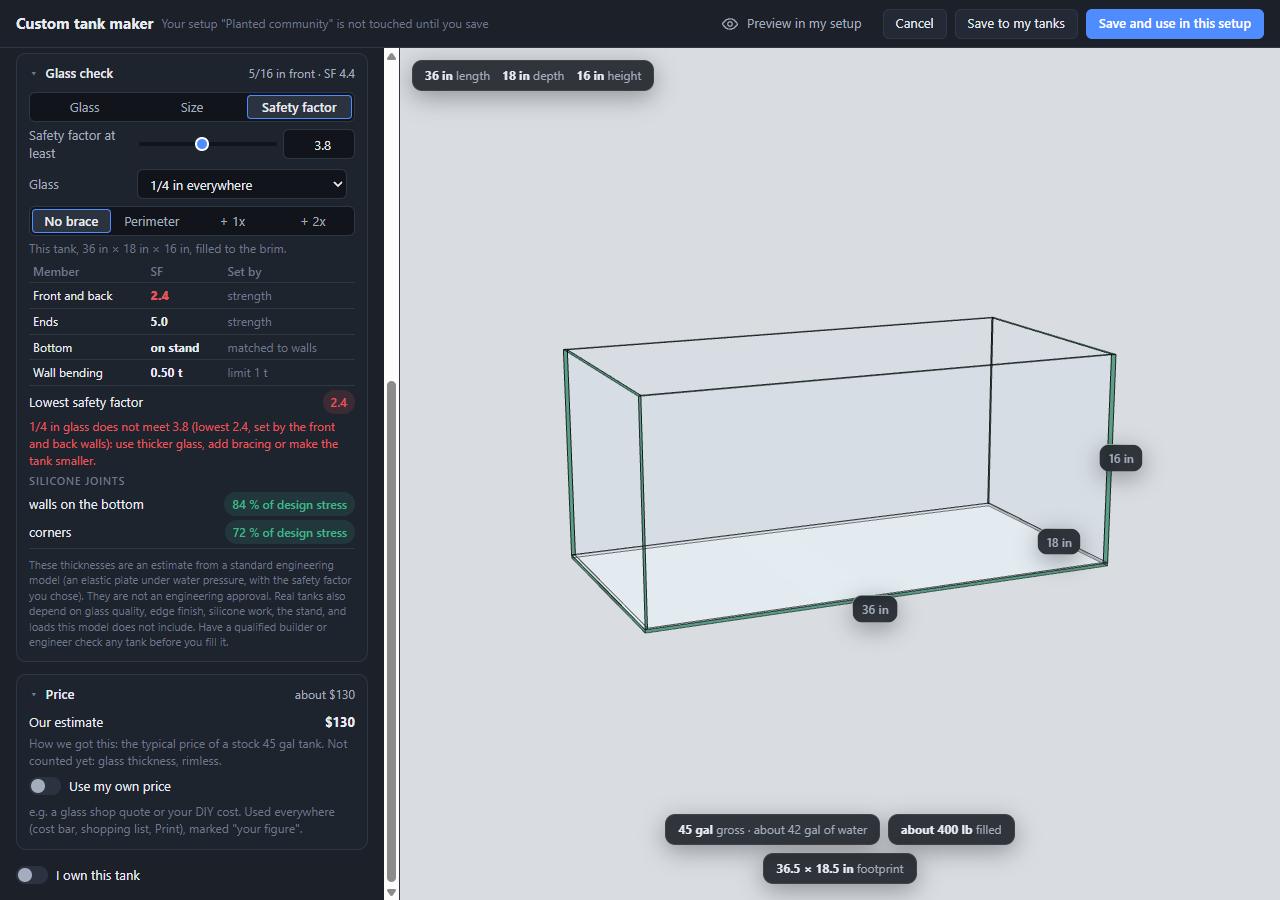 Custom tank maker
Your setup "Planted community" is not touched until you save
Preview in my setup
Cancel
Save to my tanks
Save and use in this setup
Glass check
5/16 in front · SF 4.4
Glass
Size
Safety factor
Safety factor at
least
3.8
Glass
1/4 in everywhere
No brace
Perimeter
+ 1x
+ 2x
This tank, 36 in × 18 in × 16 in, filled to the brim.
Member SF Set by
Front and back 2.4 strength
Ends 5.0 strength
Bottom on stand matched to walls
Wall bending 0.50 t limit 1 t
Lowest safety factor 2.4
1/4 in glass does not meet 3.8 (lowest 2.4, set by the front
and back walls): use thicker glass, add bracing or make the
tank smaller.
SILICONE JOINTS
walls on the bottom 84 % of design stress
corners 72 % of design stress
These thicknesses are an estimate from a standard engineering
model (an elastic plate under water pressure, with the safety factor
you chose). They are not an engineering approval. Real tanks also
depend on glass quality, edge finish, silicone work, the stand, and
loads this model does not include. Have a qualified builder or
engineer check any tank before you fill it.
Price
about $130
Our estimate $130
How we got this: the typical price of a stock 45 gal tank. Not
counted yet: glass thickness, rimless.
Use my own price
e.g. a glass shop quote or your DIY cost. Used everywhere
(cost bar, shopping list, Print), marked "your figure".
I own this tank
36 in length 18 in depth 16 in height
16 in
18 in
36 in
45 gal gross · about 42 gal of water
about 400 lb filled
36.5 × 18.5 in footprint